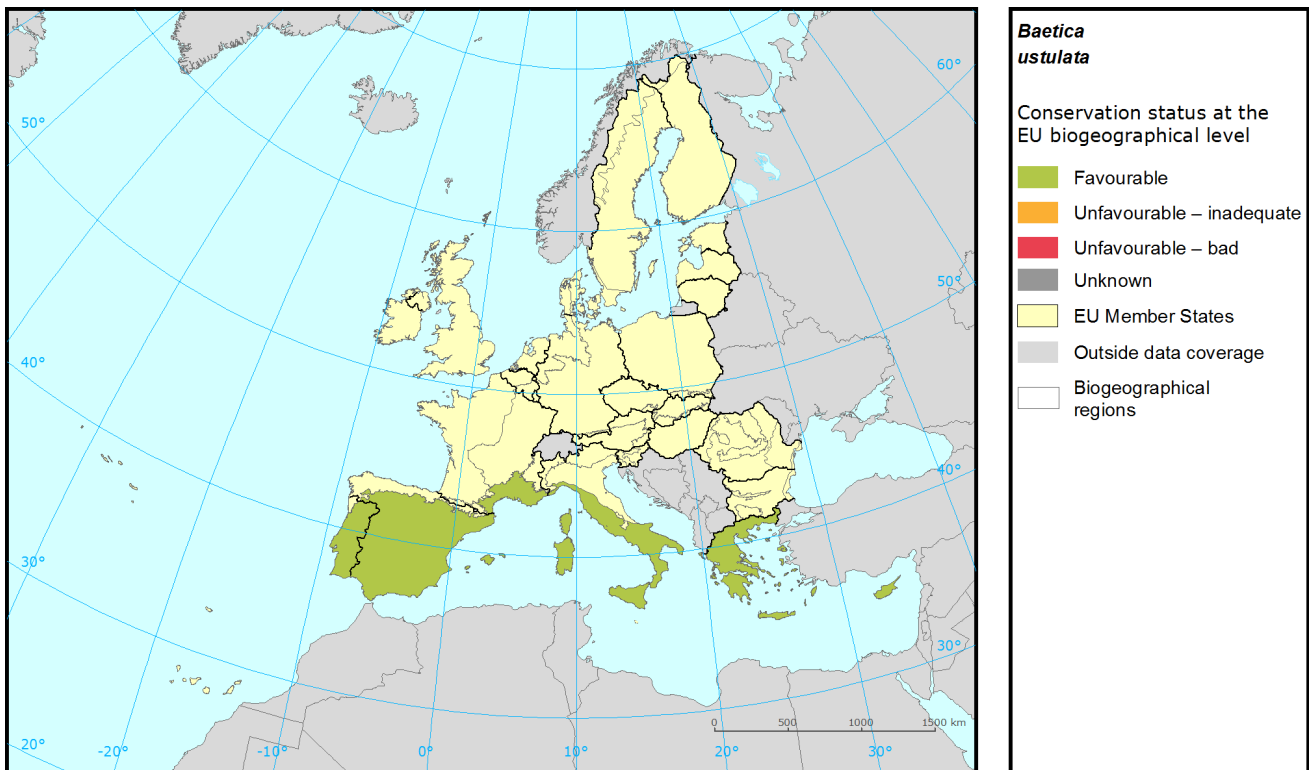 Baetica
ustulata
Conservation status at the
EU biogeographical level
Favourable
Unfavourable – inadequate
Unfavourable – bad
Unknown
EU Member States
Outside data coverage
Biogeographical
regions
60°
50°
50°
40°
40°
30°
30°
0 500 1000 1500 km
20° -20° -10° 0° 10° 20° 30°